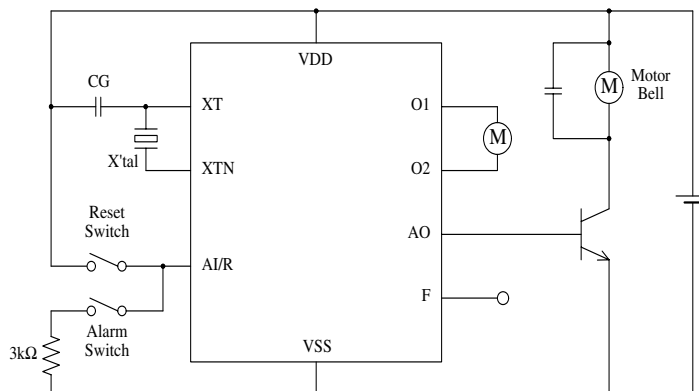 VDD
CG
XT
O1
M
Motor
Bell
M
X'tal
XTN
O2
Reset
Switch
AO
AI/R
F
Alarm
Switch
3kΩ
VSS